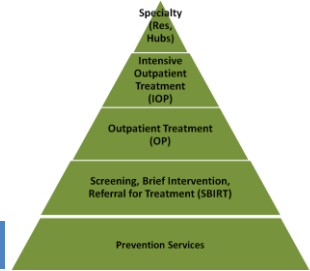 Specialty
(Res,
Hubs)
Intensive
Outpatient
Treatment
(IOP)
Outpatient Treatment
(OP)
Screening, Brief Intervention,
Referral for Treatment (SBIRT)
Prevention Services